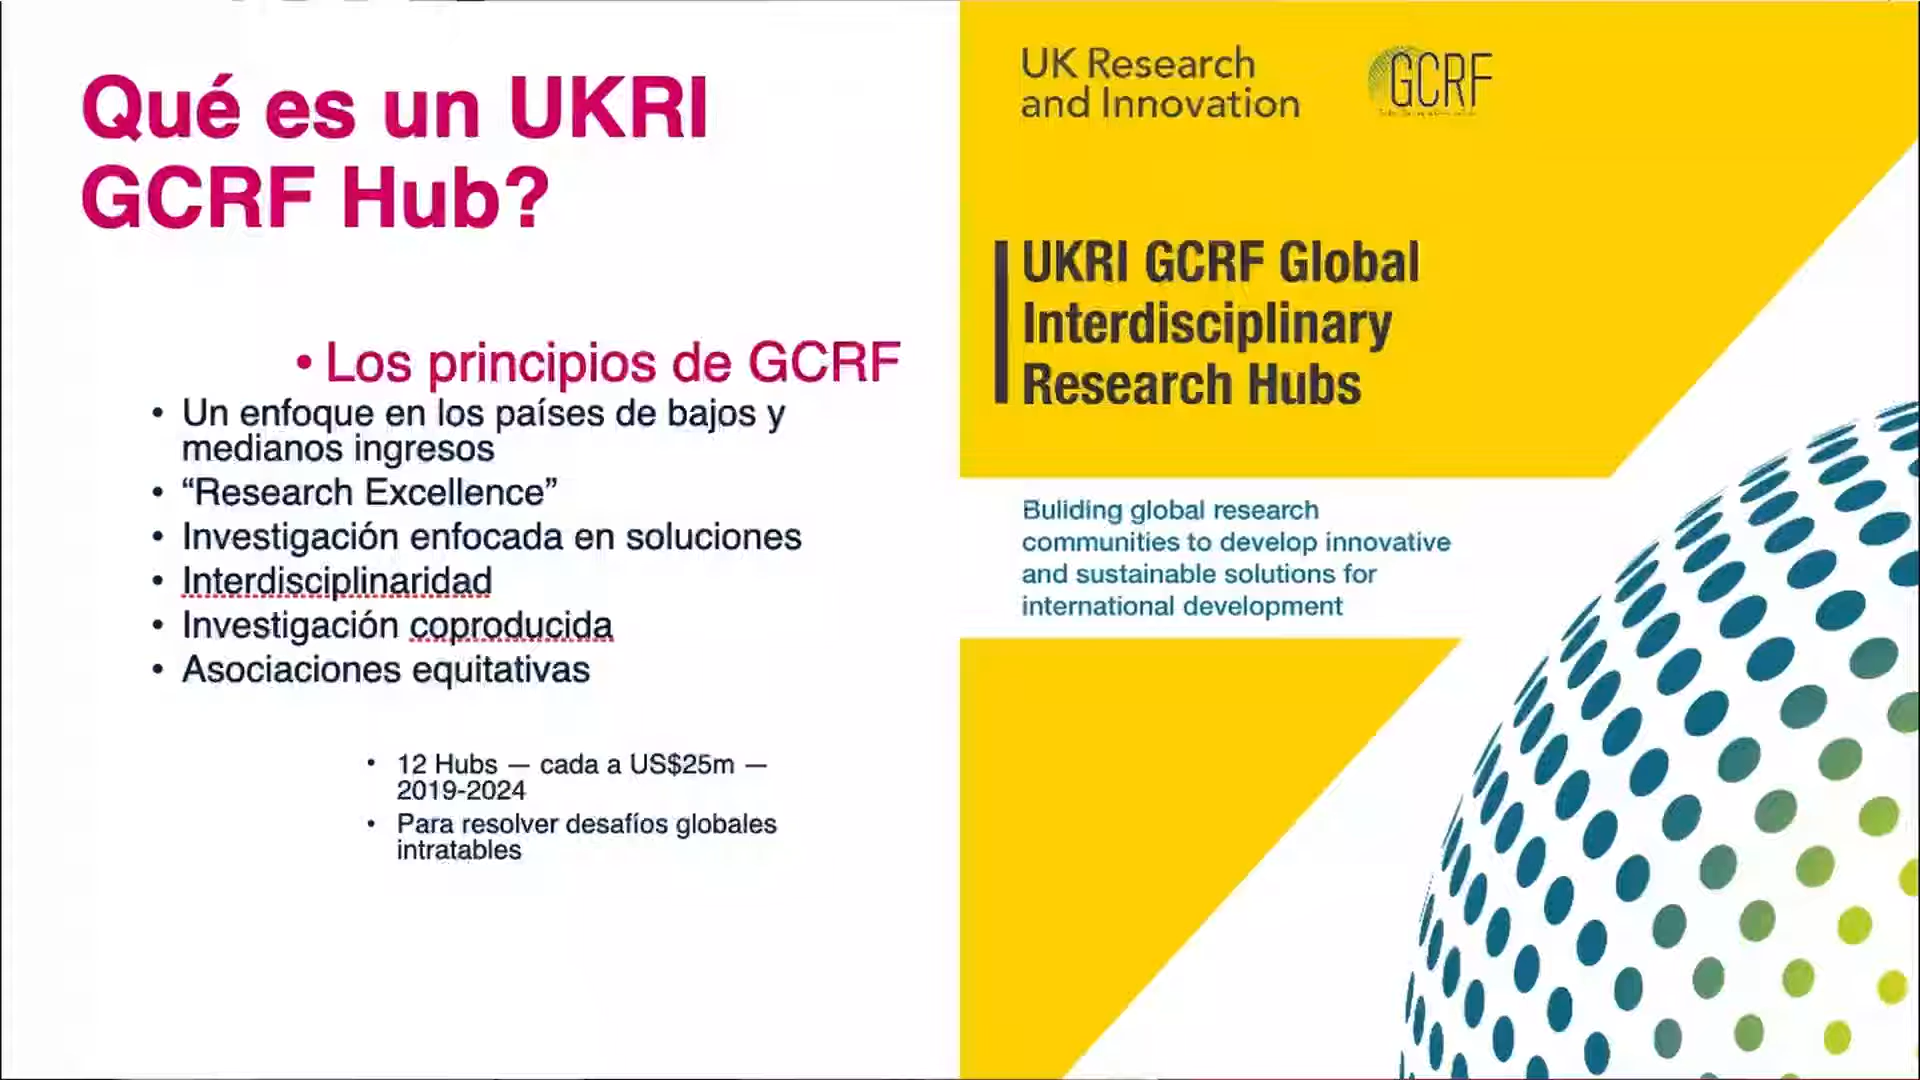 Qué es un UKRI
GCRF Hub?
• Los principios de GCRF
• Un enfoque en los países de bajos y
medianos ingresos
• “Research Excellence”
• Investigación enfocada en soluciones
• Interdisciplinaridad
• Investigación coproducida
• Asociaciones equitativas
• 12 Hubs — cada a US$25m —
2019-2024
• Para resolver desafíos globales
intratables
UK Research
and Innovation
GCRF
UKRI GCRF Global
Interdisciplinary
Research Hubs
Building global research
communities to develop innovative
and sustainable solutions for
international development